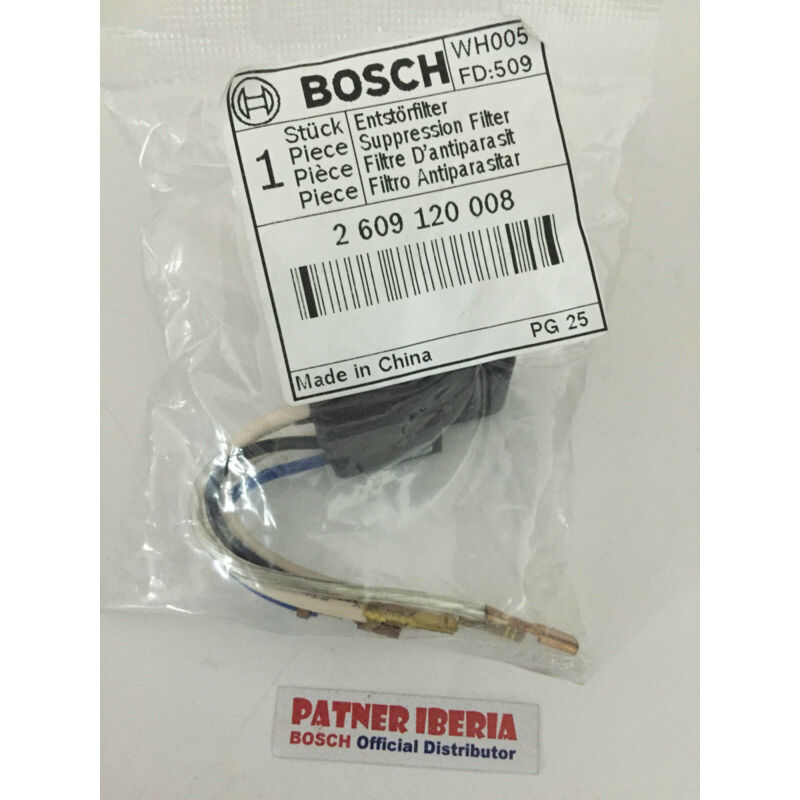 BOSCH
WH005
FD:509
1
Stück
Piece
Pièce
Piece
Entstörfilter
Suppression Filter
Filtre D'antiparasit
Filtro Antiparasitar
2 609 120 008
Made in China
PG 25
PATNER IBERIA
BOSCH Official Distributor